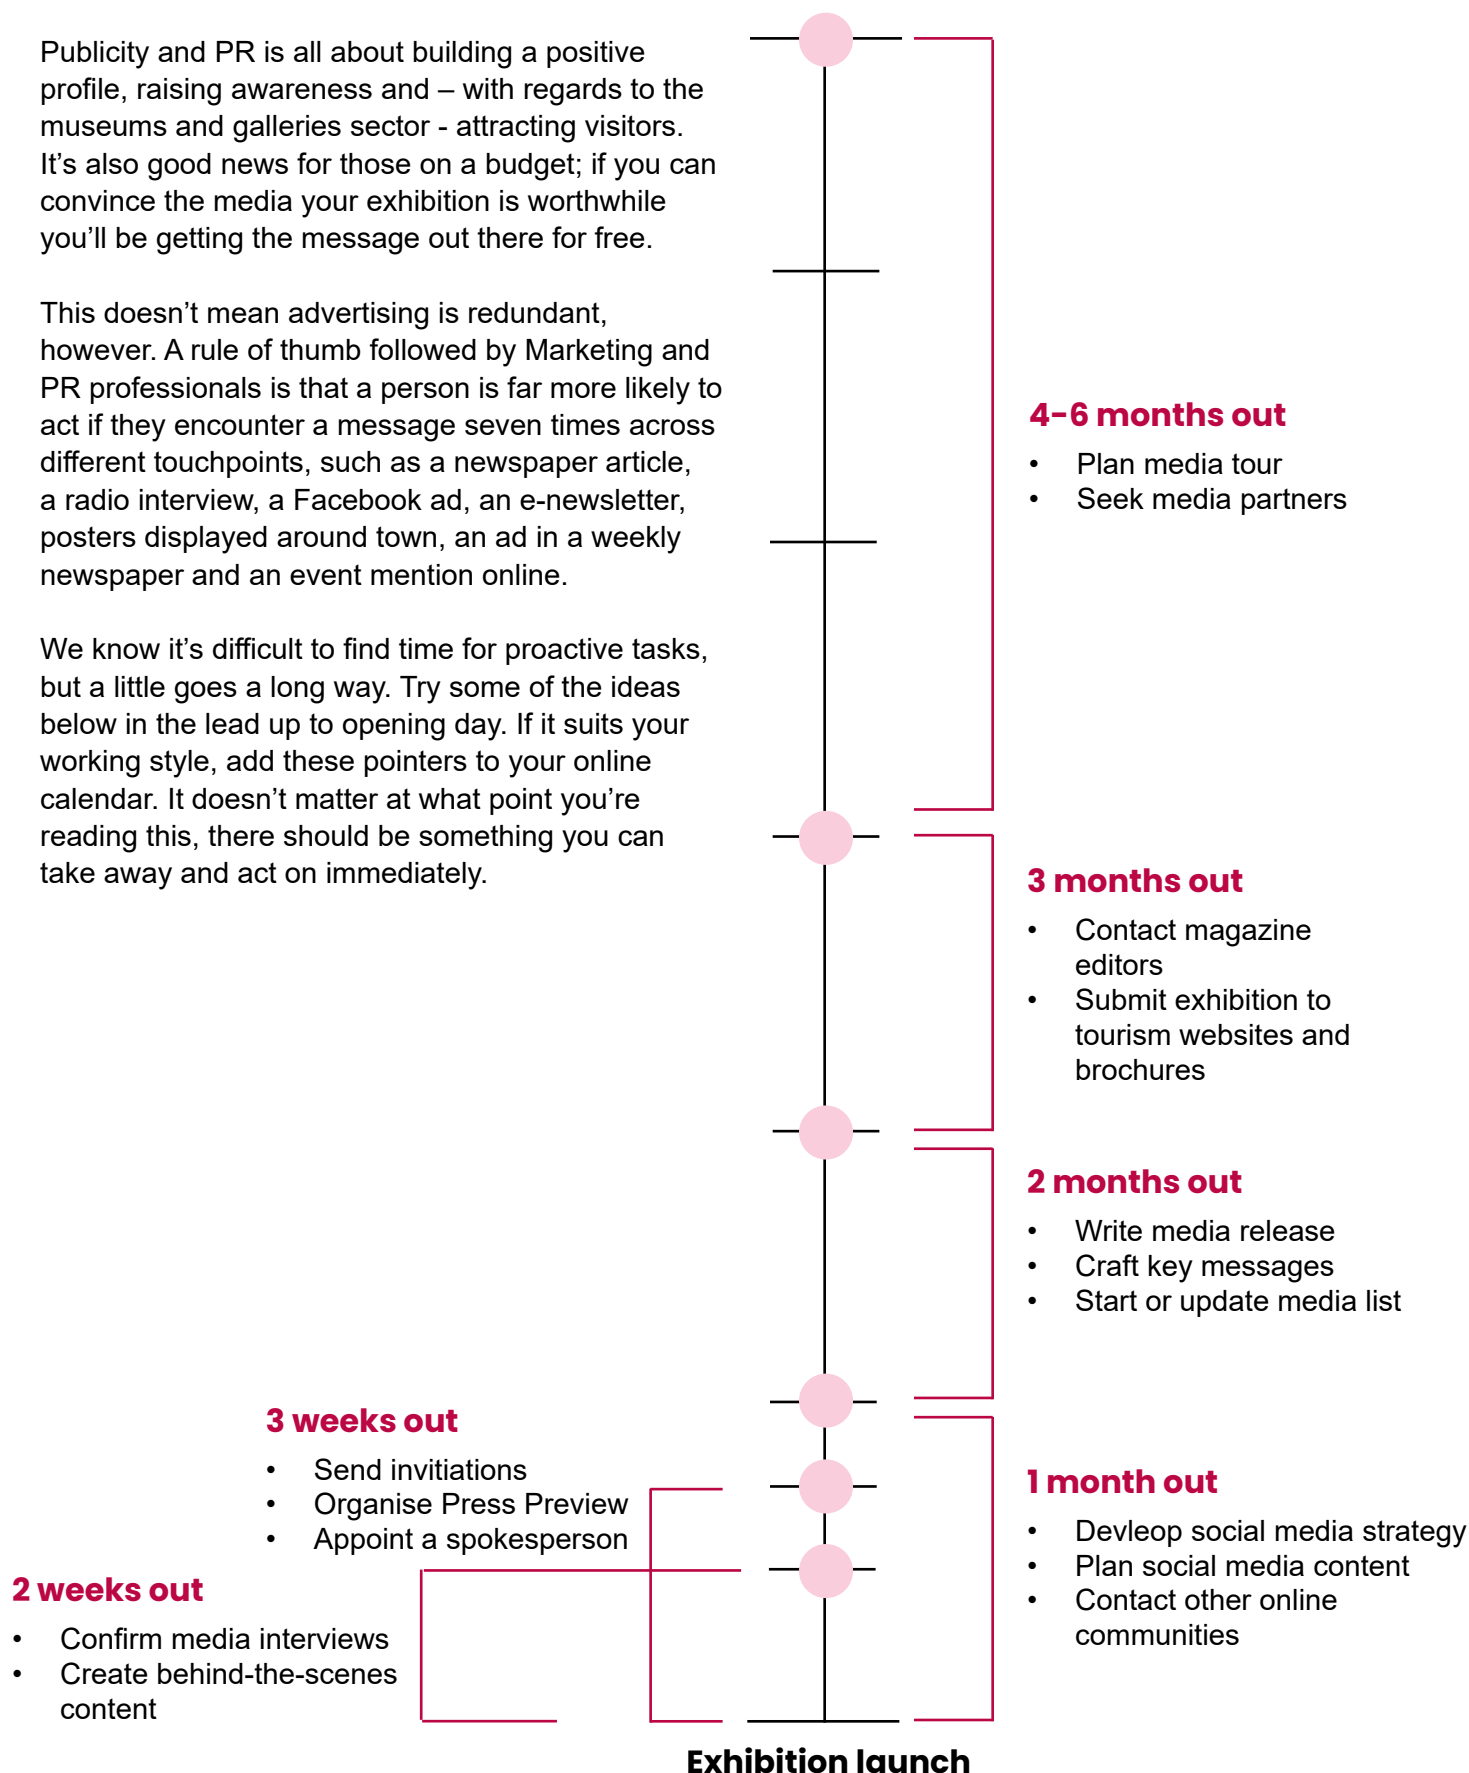 Publicity and PR is all about building a positive
profile, raising awareness and – with regards to the
museums and galleries sector - attracting visitors.
It’s also good news for those on a budget; if you can
convince the media your exhibition is worthwhile
you’ll be getting the message out there for free.
This doesn’t mean advertising is redundant,
however. A rule of thumb followed by Marketing and
PR professionals is that a person is far more likely to
act if they encounter a message seven times across
different touchpoints, such as a newspaper article,
a radio interview, a Facebook ad, an e-newsletter,
posters displayed around town, an ad in a weekly
newspaper and an event mention online.
We know it’s difficult to find time for proactive tasks,
but a little goes a long way. Try some of the ideas
below in the lead up to opening day. If it suits your
working style, add these pointers to your online
calendar. It doesn’t matter at what point you’re
reading this, there should be something you can
take away and act on immediately.
4-6 months out
• Plan media tour
• Seek media partners
3 months out
• Contact magazine
editors
• Submit exhibition to
tourism websites and
brochures
2 months out
• Write media release
• Craft key messages
• Start or update media list
1 month out
• Devleop social media strategy
• Plan social media content
• Contact other online
communities
3 weeks out
• Send invitiations
• Organise Press Preview
• Appoint a spokesperson
2 weeks out
• Confirm media interviews
• Create behind-the-scenes
content
Exhibition launch